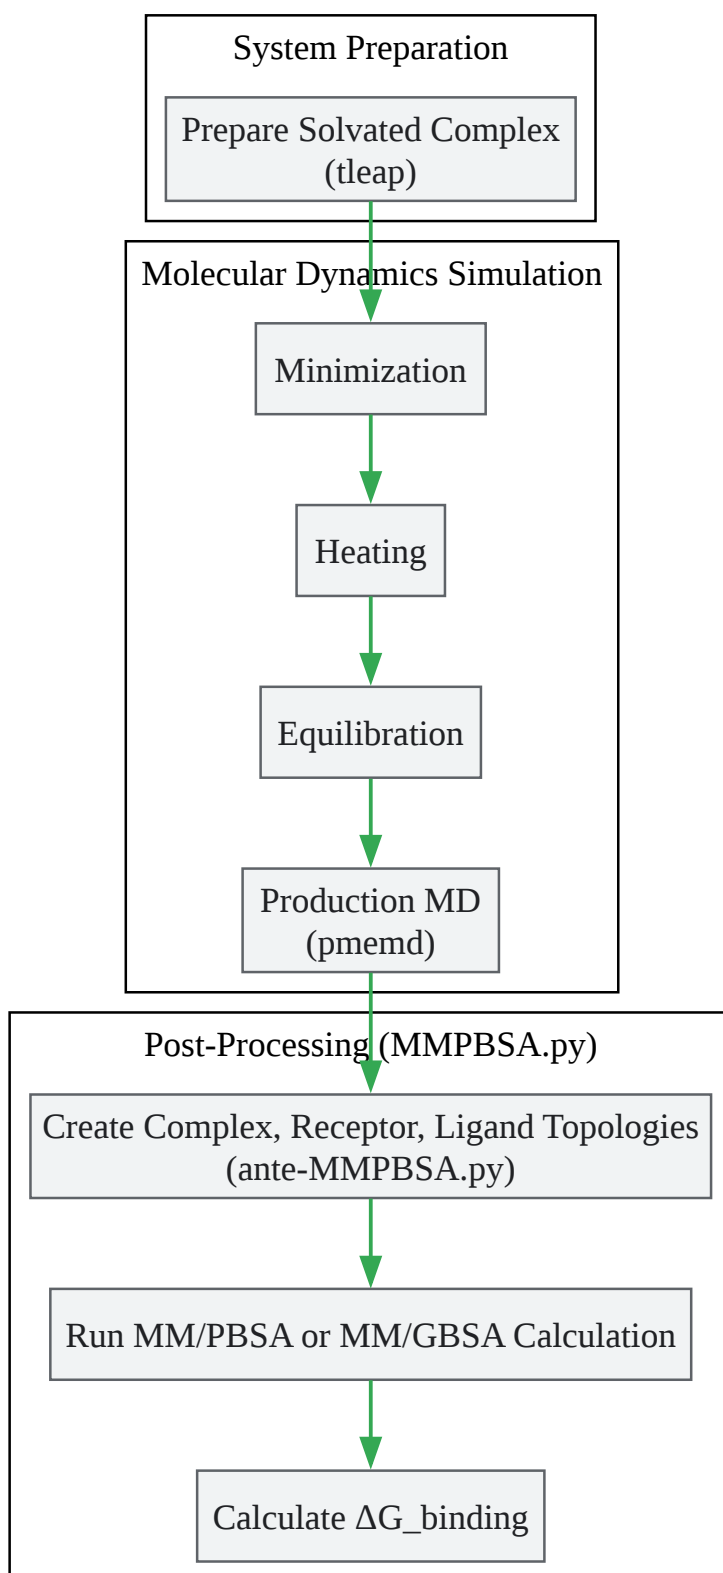 System Preparation
Prepare Solvated Complex
(tleap)
Molecular Dynamics Simulation
Minimization
Heating
Equilibration
Production MD
(pmemd)
Post-Processing (MMPBSA.py)
Create Complex, Receptor, Ligand Topologies
(ante-MMPBSA.py)
Run MM/PBSA or MM/GBSA Calculation
Calculate ΔG_binding